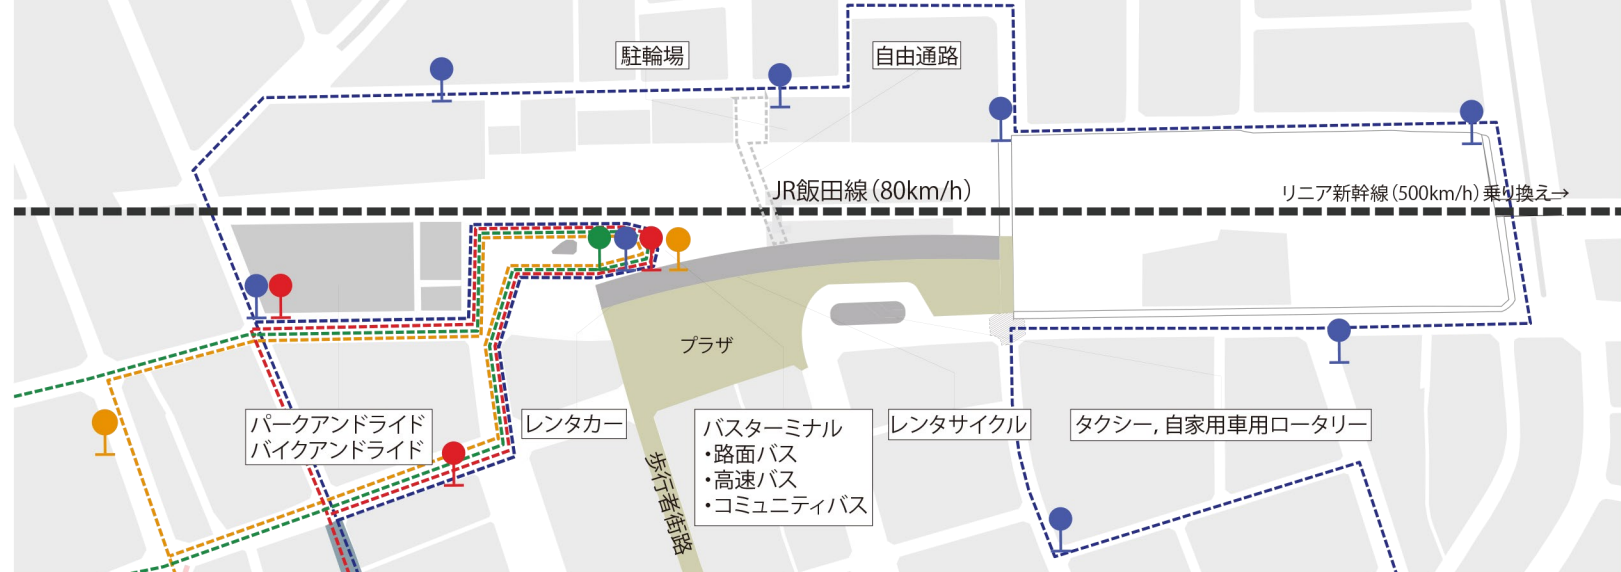 駐輪場
自由通路
JR飯田線(80km/h)
リニア新幹線(500km/h)乗り換え→
プラザ
パークアンドライド
バイクアンドライド
レンタカー
バスターミナル
・路面バス
・高速バス
・コミュニティバス
レンタサイクル
タクシー, 自家用車用ロータリー
歩行者街路